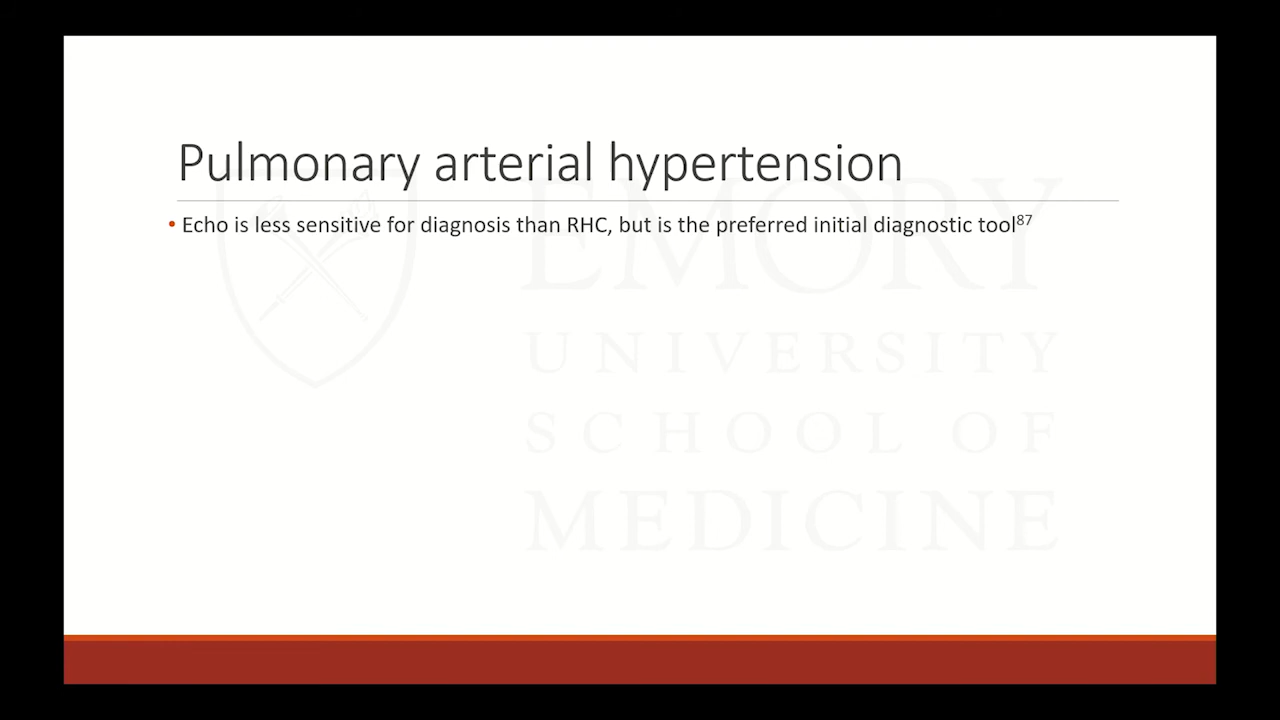 Pulmonary arterial hypertension
• Echo is less sensitive for diagnosis than RHC, but is the preferred initial diagnostic tool⁸⁷
EMORY
UNIVERSITY
SCHOOL OF
MEDICINE